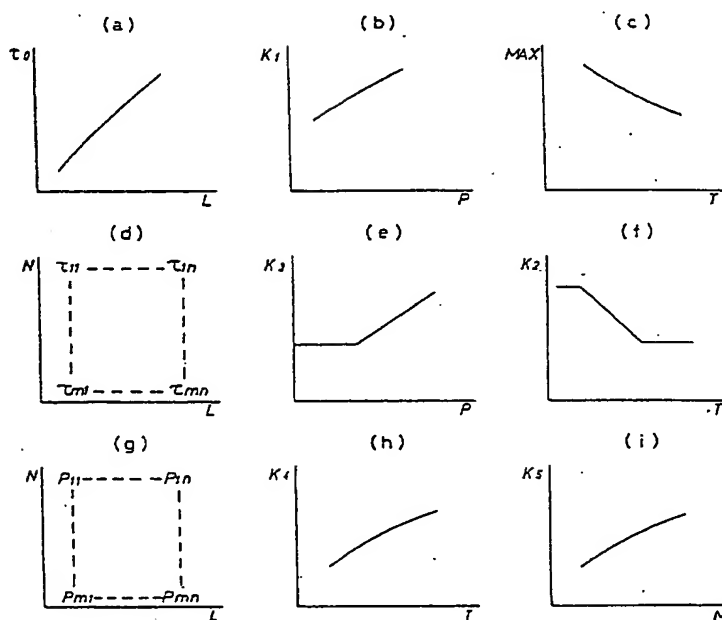 (a) (b) (c)
τ0 K1 MAX
L P T
(d) (e) (f)
N τ11 τ1n K3 K2
τm1 τmn
L P T
(g) (h) (i)
N P11 P1n K4 K5
Pm1 Pmn
L T N